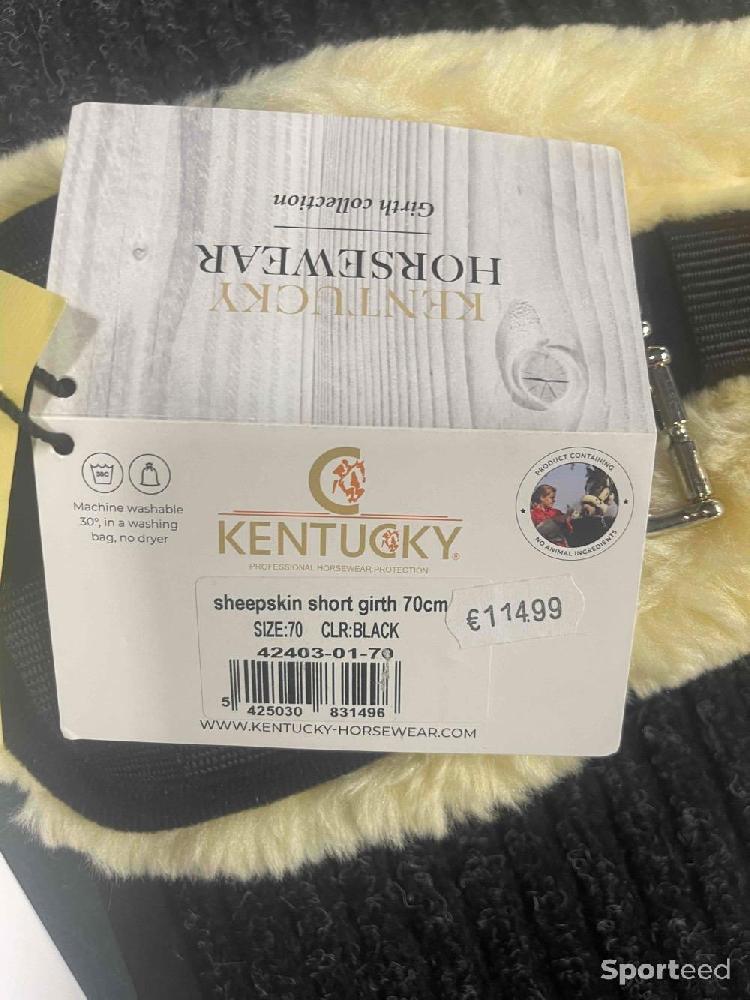 Girth collection
HORSEWEAR
KENTUCKY
30C
Machine washable
30°, in a washing
bag, no dryer
KENTUCKY®
PROFESSIONAL HORSEWEAR PROTECTION
PRODUCT CONTAINING
NO ANIMAL INGREDIENTS
sheepskin short girth 70cm
SIZE:70 CLR:BLACK
€114.99
42403-01-70
5 425030 831496
WWW.KENTUCKY-HORSEWEAR.COM
Sporteed